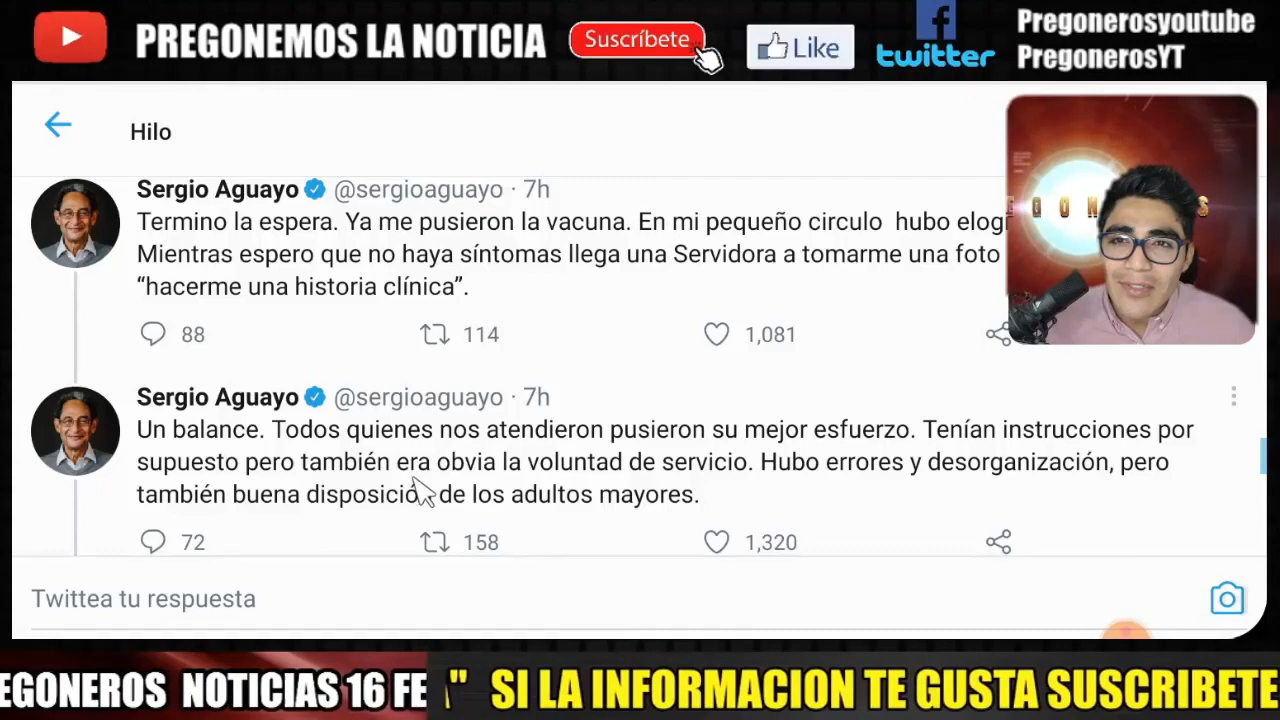 PREGONEMOS LA NOTICIA
Suscríbete
Like
twitter
Pregonerosyoutube
PregonerosYT
Hilo
Sergio Aguayo @sergioaguayo · 7h
Termino la espera. Ya me pusieron la vacuna. En mi pequeño circulo hubo
Mientras espero que no haya síntomas llega una Servidora a tomarme una foto
“hacerme una historia clínica”.
88 114 1,081
Sergio Aguayo @sergioaguayo · 7h
Un balance. Todos quienes nos atendieron pusieron su mejor esfuerzo. Tenían instrucciones por
supuesto pero también era obvia la voluntad de servicio. Hubo errores y desorganización, pero
también buena disposición de los adultos mayores.
72 158 1,320
Twittea tu respuesta
EGONEROS NOTICIAS 16 FE " SI LA INFORMACION TE GUSTA SUSCRIBETE